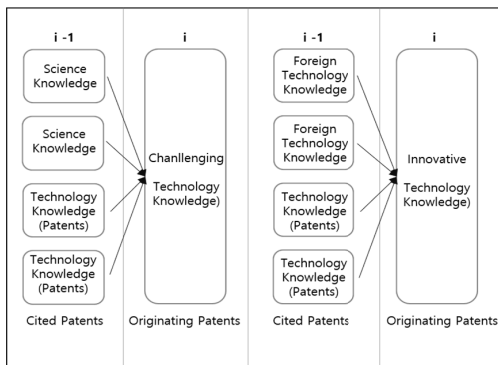 i -1
i
i -1
i
Science
Knowledge
Science
Knowledge
Technology
Knowledge
(Patents)
Technology
Knowledge
(Patents)
Chanllenging
Technology
Knowledge)
Foreign
Technology
Knowledge
Foreign
Technology
Knowledge
Technology
Knowledge
(Patents)
Technology
Knowledge
(Patents)
Innovative
Technology
Knowledge)
Cited Patents
Originating Patents
Cited Patents
Originating Patents